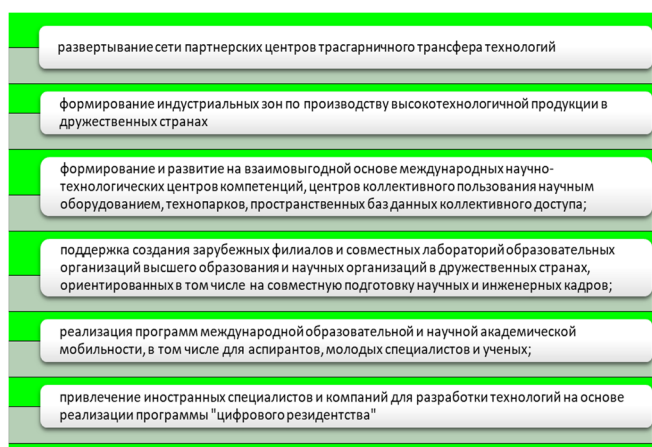 развертывание сети партнерских центров трасгарничного трансфера технологий
формирование индустриальных зон по производству высокотехнологичной продукции в
дружественных странах
формирование и развитие на взаимовыгодной основе международных научно-
технологических центров компетенций, центров коллективного пользования научным
оборудованием, технопарков, пространственных баз данных коллективного доступа;
поддержка создания зарубежных филиалов и совместных лабораторий образовательных
организаций высшего образования и научных организаций в дружественных странах,
ориентированных в том числе на совместную подготовку научных и инженерных кадров;
реализация программ международной образовательной и научной академической
мобильности, в том числе для аспирантов, молодых специалистов и ученых;
привлечение иностранных специалистов и компаний для разработки технологий на основе
реализации программы "цифрового резидентства"